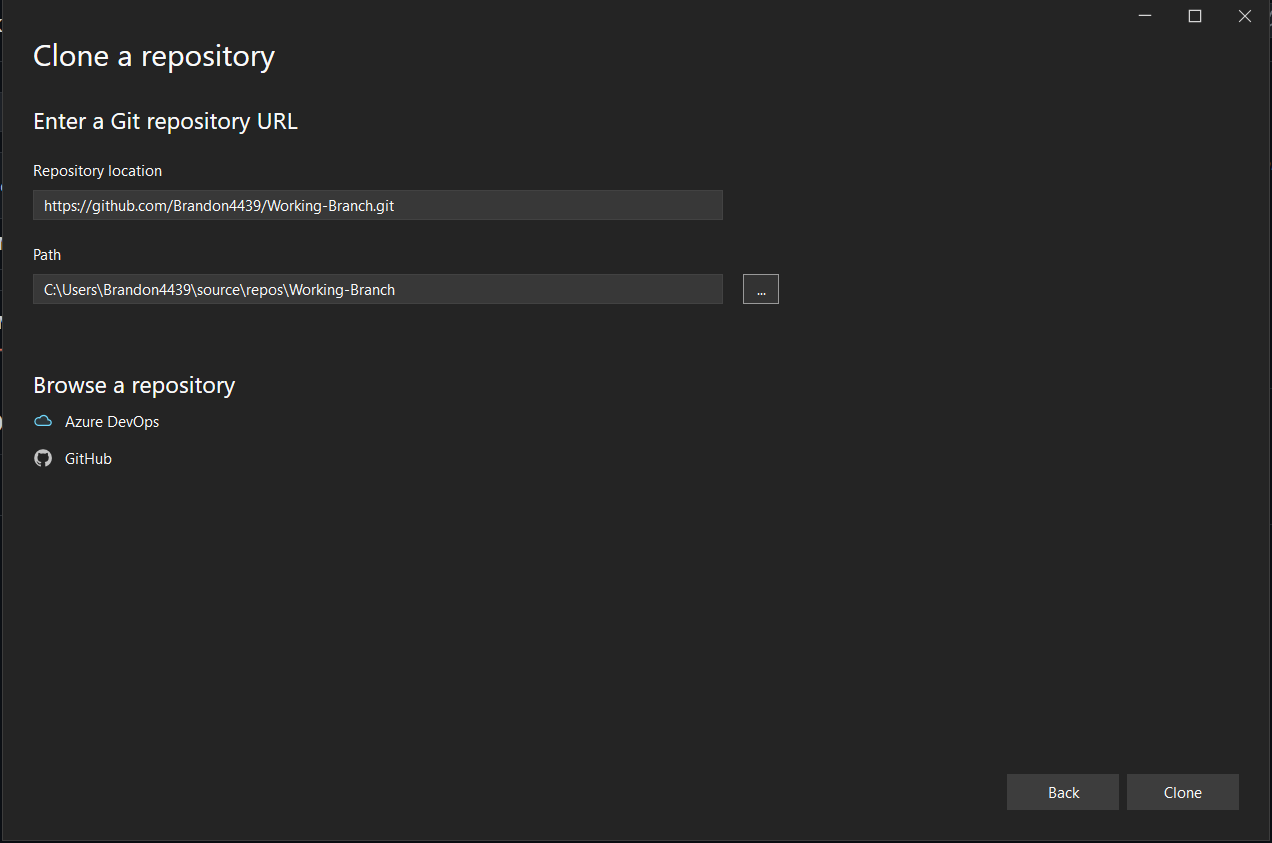 Clone a repository
Enter a Git repository URL
Repository location
https://github.com/Brandon4439/Working-Branch.git
Path
C:\Users\Brandon4439\source\repos\Working-Branch
...
Browse a repository
Azure DevOps
GitHub
Back
Clone